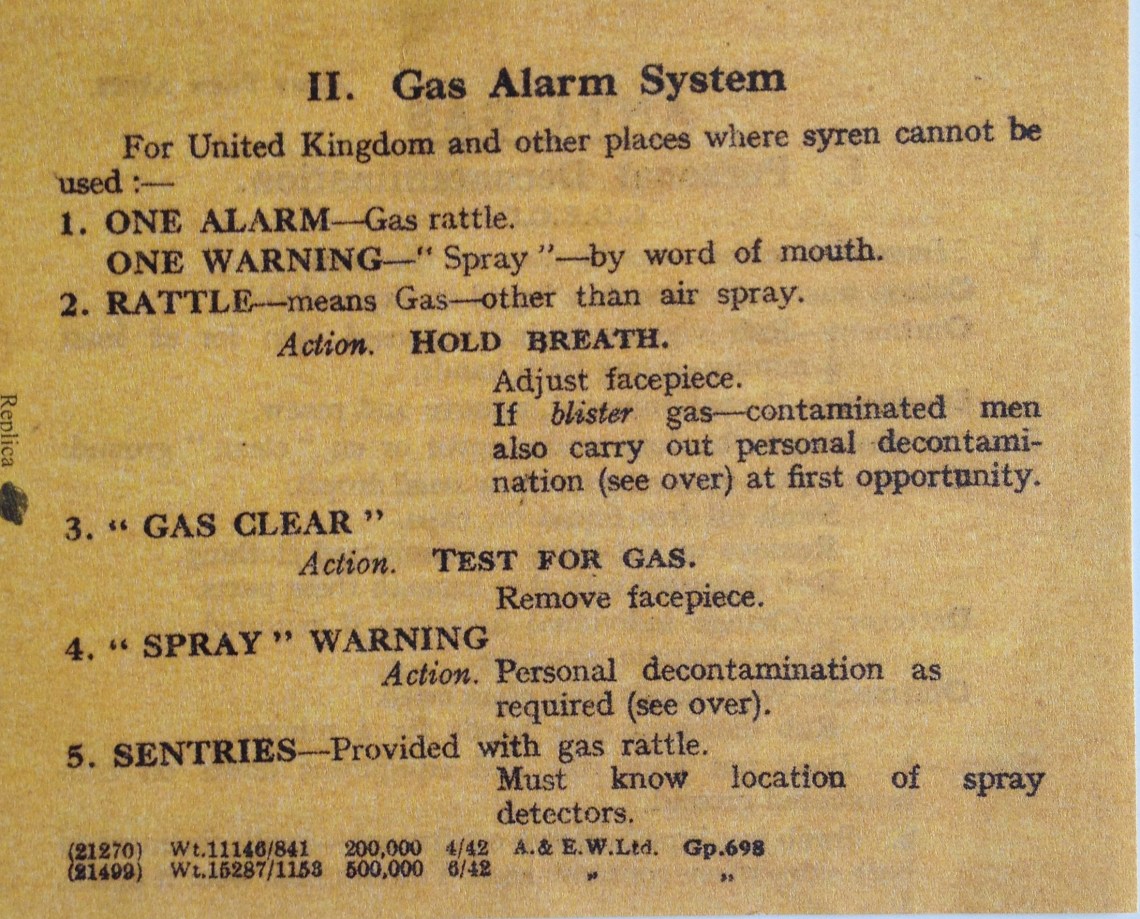 II. Gas Alarm System
For United Kingdom and other places where syren cannot be
used :—
1. ONE ALARM—Gas rattle.
ONE WARNING—“ Spray ”—by word of mouth.
2. RATTLE—means Gas—other than air spray.
Action. HOLD BREATH.
Adjust facepiece.
If blister gas—contaminated men
also carry out personal decontami-
nation (see over) at first opportunity.
3. “ GAS CLEAR ”
Action. TEST FOR GAS.
Remove facepiece.
4. “ SPRAY ” WARNING
Action. Personal decontamination as
required (see over).
5. SENTRIES—Provided with gas rattle.
Must know location of spray
detectors.
(21270) Wt.11146/841 200,000 4/42 A.& E.W.Ltd. Gp.698
(21499) Wt.15287/1153 500,000 6/42 „ „
Replica